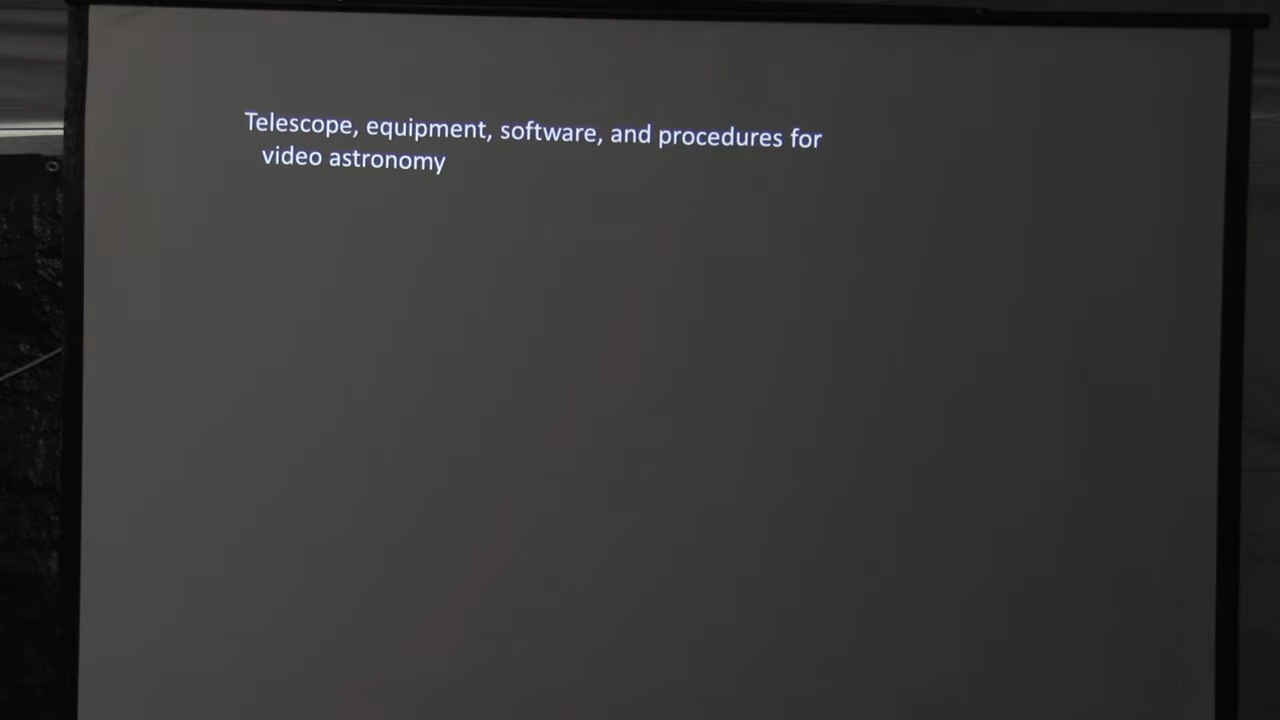 Telescope, equipment, software, and procedures for
video astronomy